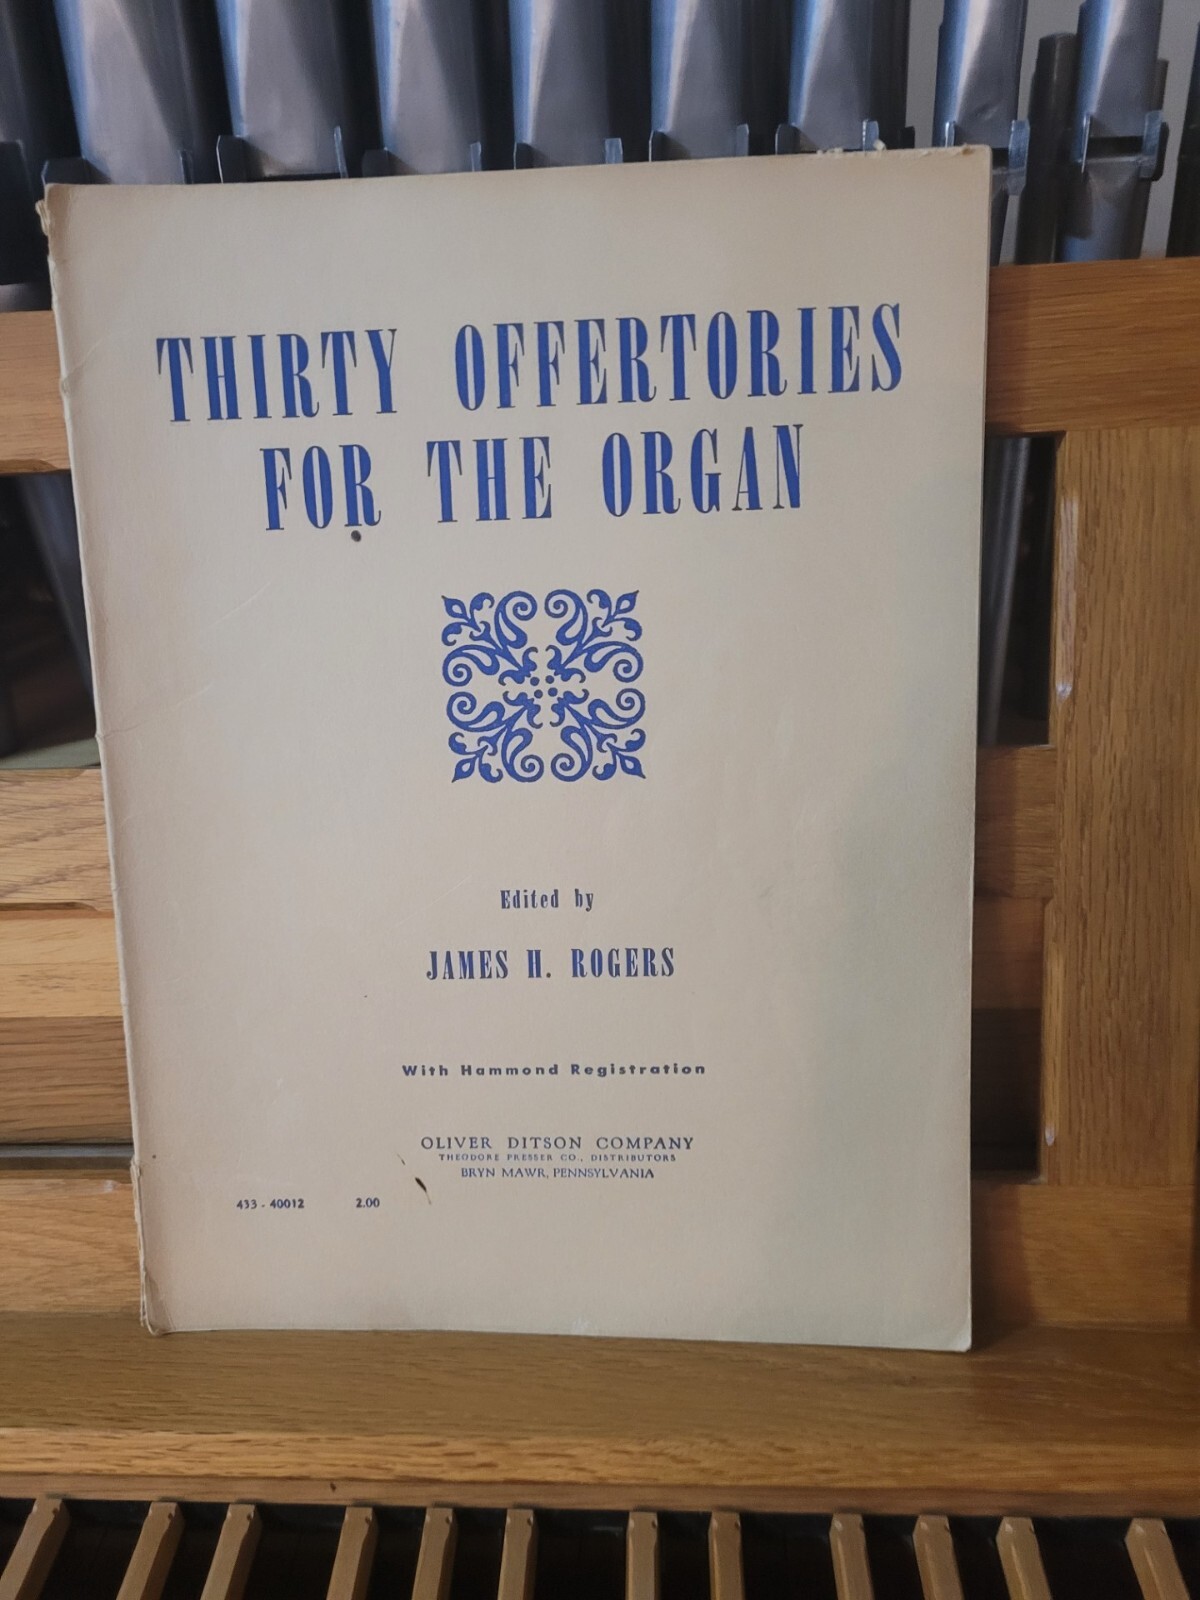 THIRTY OFFERTORIES
FOR THE ORGAN
Edited by
JAMES H. ROGERS
With Hammond Registration
OLIVER DITSON COMPANY
THEODORE PRESSER CO., DISTRIBUTORS
BRYN MAWR, PENNSYLVANIA
433 - 40012 2.00